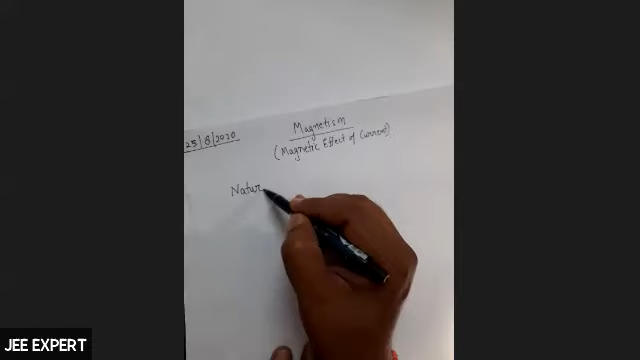 25/8/2020
Magnetism
(Magnetic Effect of Current)
Natur
JEE EXPERT